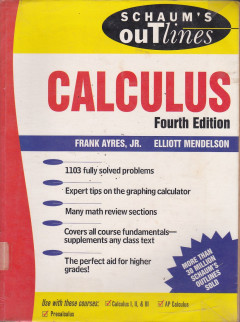 SCHAUM'S
OUTlines
CALCULUS
Fourth Edition
FRANK AYRES, JR. ELLIOTT MENDELSON
1103 fully solved problems
Expert tips on the graphing calculator
Many math review sections
Covers all course fundamentals—
supplements any class text
The perfect aid for higher
grades!
MORE THAN
30 MILLION
SCHAUM'S
OUTLINES
SOLD
Use with these courses: ☑ Calculus I, II, & III ☑ AP Calculus
☑ Precalculus